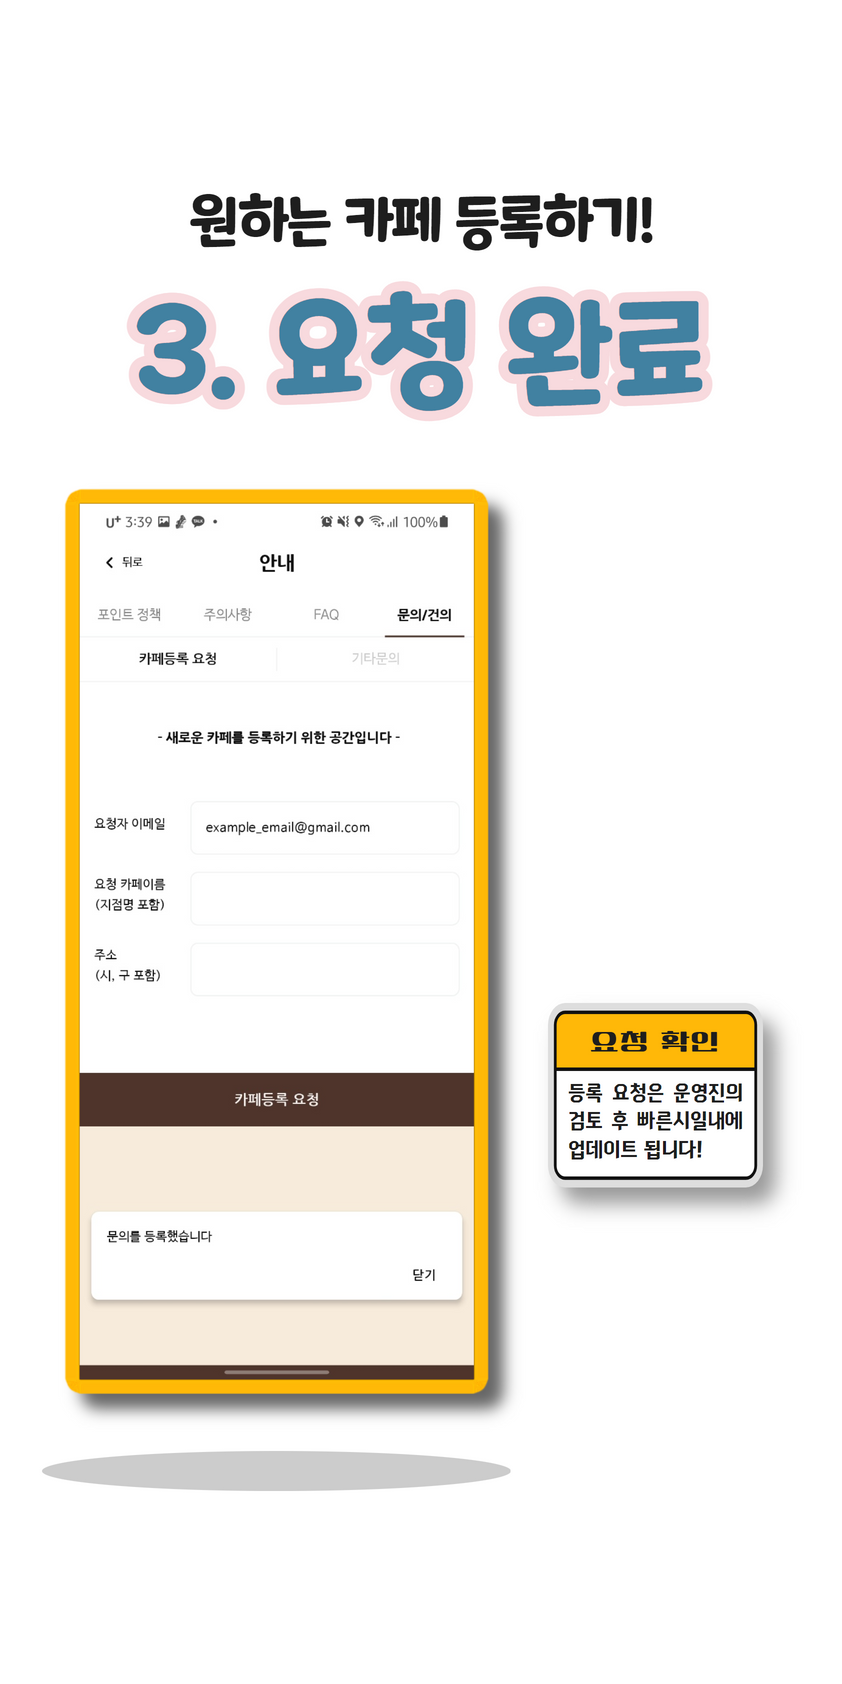 원하는 카페 등록하기!
3. 요청 완료
U+ 3:39 TALK 100%
뒤로 안내
포인트 정책 주의사항 FAQ 문의/건의
카페등록 요청 기타문의
- 새로운 카페를 등록하기 위한 공간입니다 -
요청자 이메일 example_email@gmail.com
요청 카페이름
(지점명 포함)
주소
(시, 구 포함)
카페등록 요청
문의를 등록했습니다
닫기
요청 확인
등록 요청은 운영진의
검토 후 빠른시일내에
업데이트 됩니다!